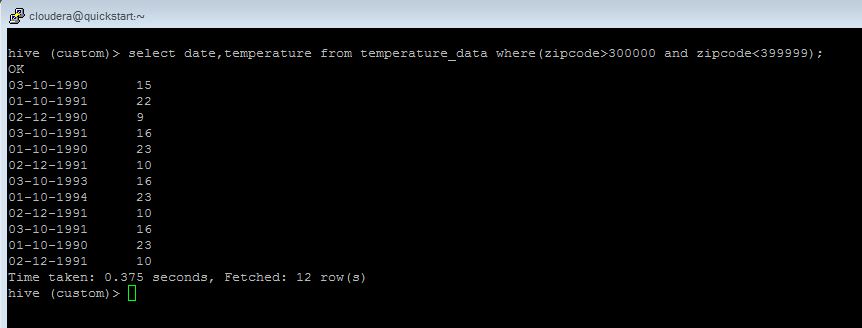 cloudera@quickstart:~
hive (custom)> select date,temperature from temperature_data where(zipcode>300000 and zipcode<399999);
OK
03-10-1990 15
01-10-1991 22
02-12-1990 9
03-10-1991 16
01-10-1990 23
02-12-1991 10
03-10-1993 16
01-10-1994 23
02-12-1991 10
03-10-1991 16
01-10-1990 23
02-12-1991 10
Time taken: 0.375 seconds, Fetched: 12 row(s)
hive (custom)>